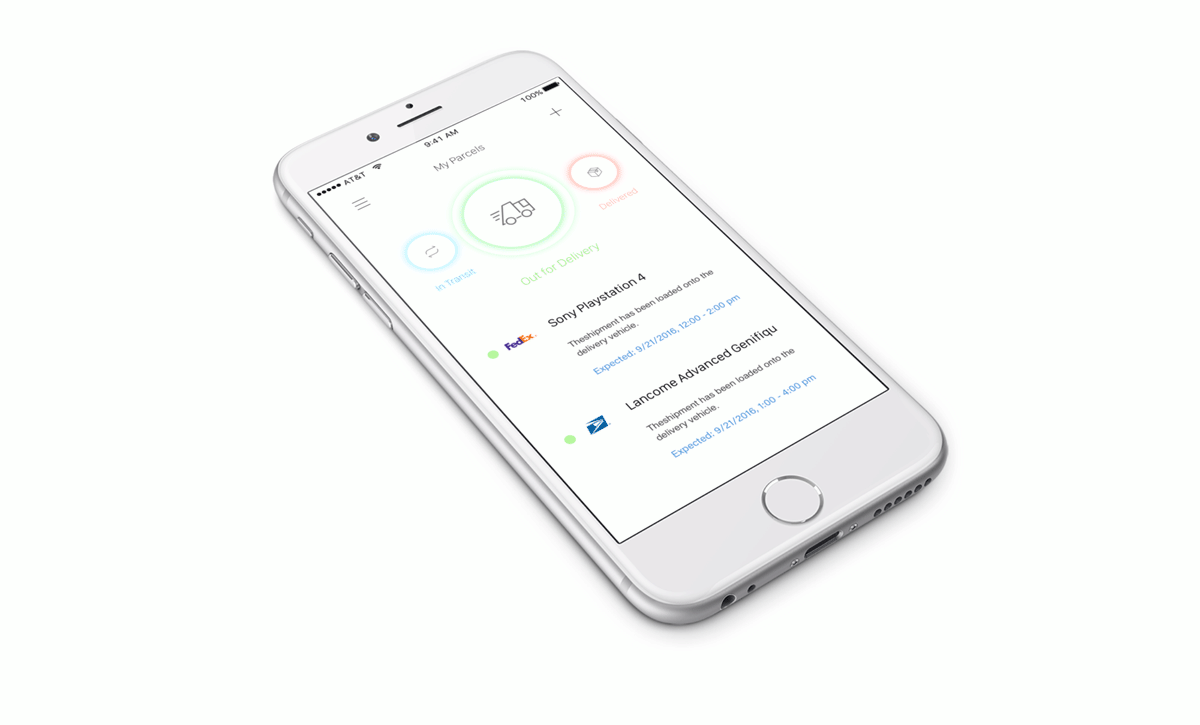 AT&T 9:41 AM 100%
My Parcels
In Transit
Out for Delivery
Delivered
FedEx
Sony Playstation 4
Theshipment has been loaded onto the
delivery vehicle.
Expected: 9/21/2016, 12:00 - 2:00 pm
Lancome Advanced Genifiqu
Theshipment has been loaded onto the
delivery vehicle.
Expected: 9/21/2016, 1:00 - 4:00 pm